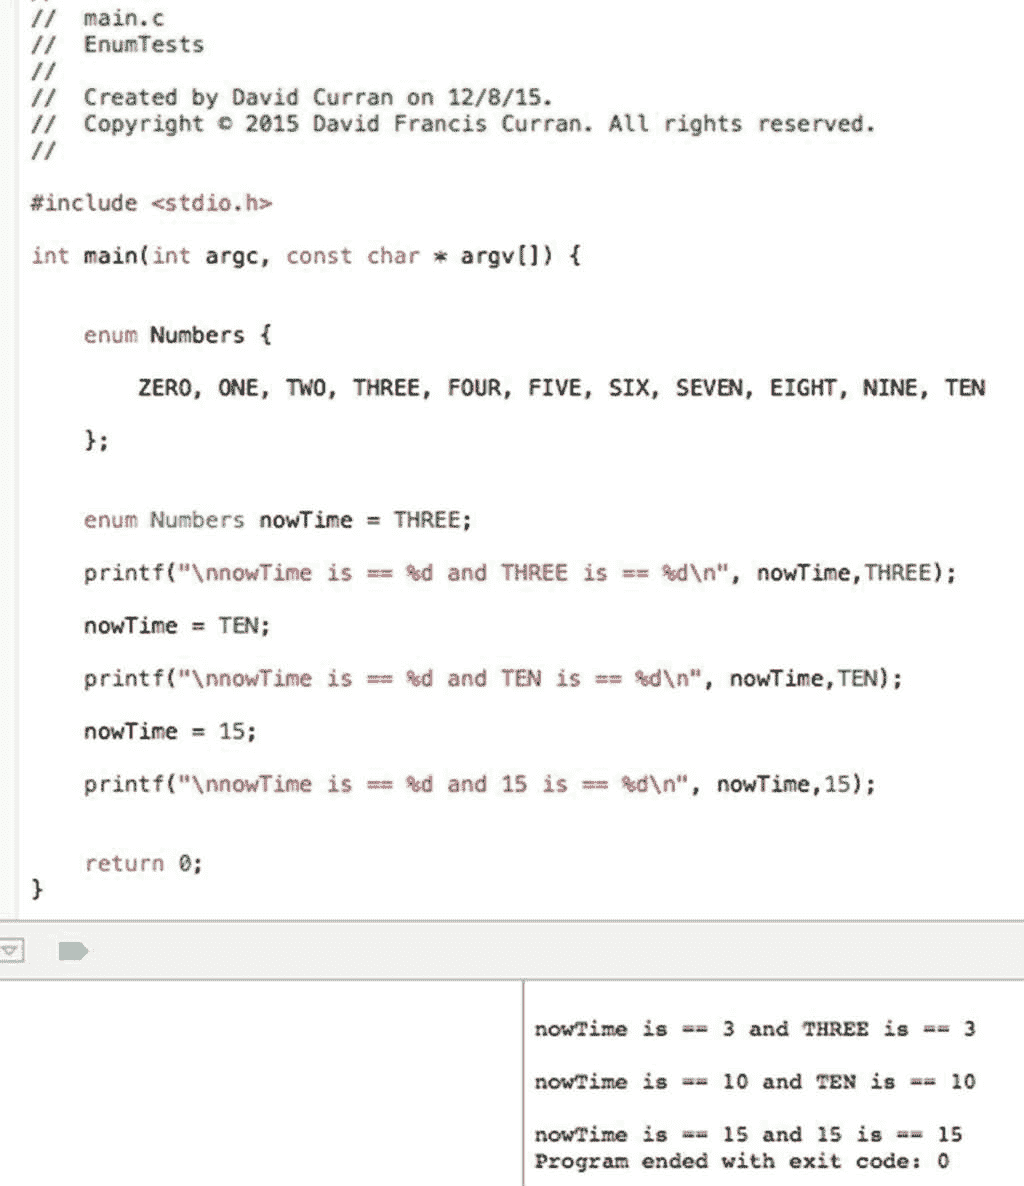 // main.c
// EnumTests
//
// Created by David Curran on 12/8/15.
// Copyright © 2015 David Francis Curran. All rights reserved.
//
#include <stdio.h>
int main(int argc, const char * argv[]) {
enum Numbers {
ZERO, ONE, TWO, THREE, FOUR, FIVE, SIX, SEVEN, EIGHT, NINE, TEN
};
enum Numbers nowTime = THREE;
printf("\nnowTime is == %d and THREE is == %d\n", nowTime,THREE);
nowTime = TEN;
printf("\nnowTime is == %d and TEN is == %d\n", nowTime,TEN);
nowTime = 15;
printf("\nnowTime is == %d and 15 is == %d\n", nowTime,15);
return 0;
}
nowTime is == 3 and THREE is == 3
nowTime is == 10 and TEN is == 10
nowTime is == 15 and 15 is == 15
Program ended with exit code: 0